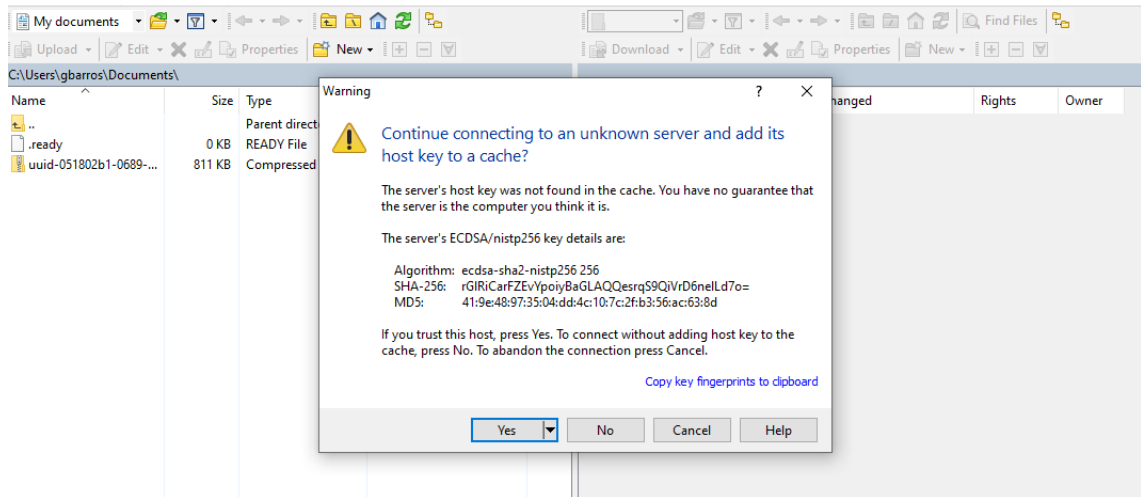 My documents
Find Files
Upload Edit Properties New
Download Edit Properties New
C:\Users\gbarros\Documents\
Name Size Type
hanged Rights Owner
.. Parent direct
.ready 0 KB READY File
uuid-051802b1-0689-... 811 KB Compressed
Warning
?
Continue connecting to an unknown server and add its
host key to a cache?
The server's host key was not found in the cache. You have no guarantee that
the server is the computer you think it is.
The server's ECDSA/nistp256 key details are:
Algorithm: ecdsa-sha2-nistp256 256
SHA-256: rGlRiCarFZEvYpoiyBaGLAQQesrqS9QiVrD6nelLd7o=
MD5: 41:9e:48:97:35:04:dd:4c:10:7c:2f:b3:56:ac:63:8d
If you trust this host, press Yes. To connect without adding host key to the
cache, press No. To abandon the connection press Cancel.
Copy key fingerprints to clipboard
Yes No Cancel Help